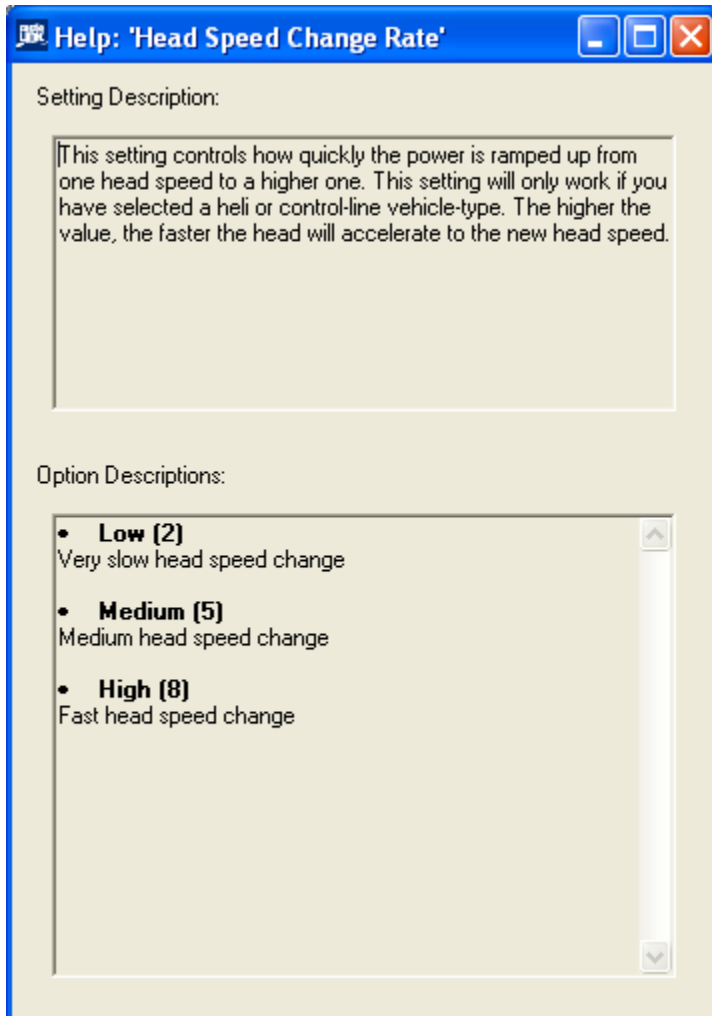 Help: 'Head Speed Change Rate'
Setting Description:
This setting controls how quickly the power is ramped up from
one head speed to a higher one. This setting will only work if you
have selected a heli or control-line vehicle-type. The higher the
value, the faster the head will accelerate to the new head speed.
Option Descriptions:
• Low (2)
Very slow head speed change
• Medium (5)
Medium head speed change
• High (8)
Fast head speed change